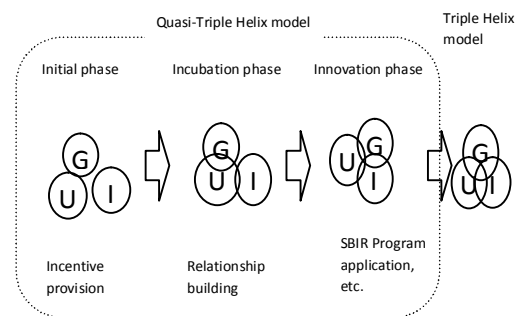 Quasi-Triple Helix model
Triple Helix
model
Initial phase
Incubation phase
Innovation phase
G
U
I
G
U
I
G
U
I
G
U
I
Incentive
provision
Relationship
building
SBIR Program
application,
etc.